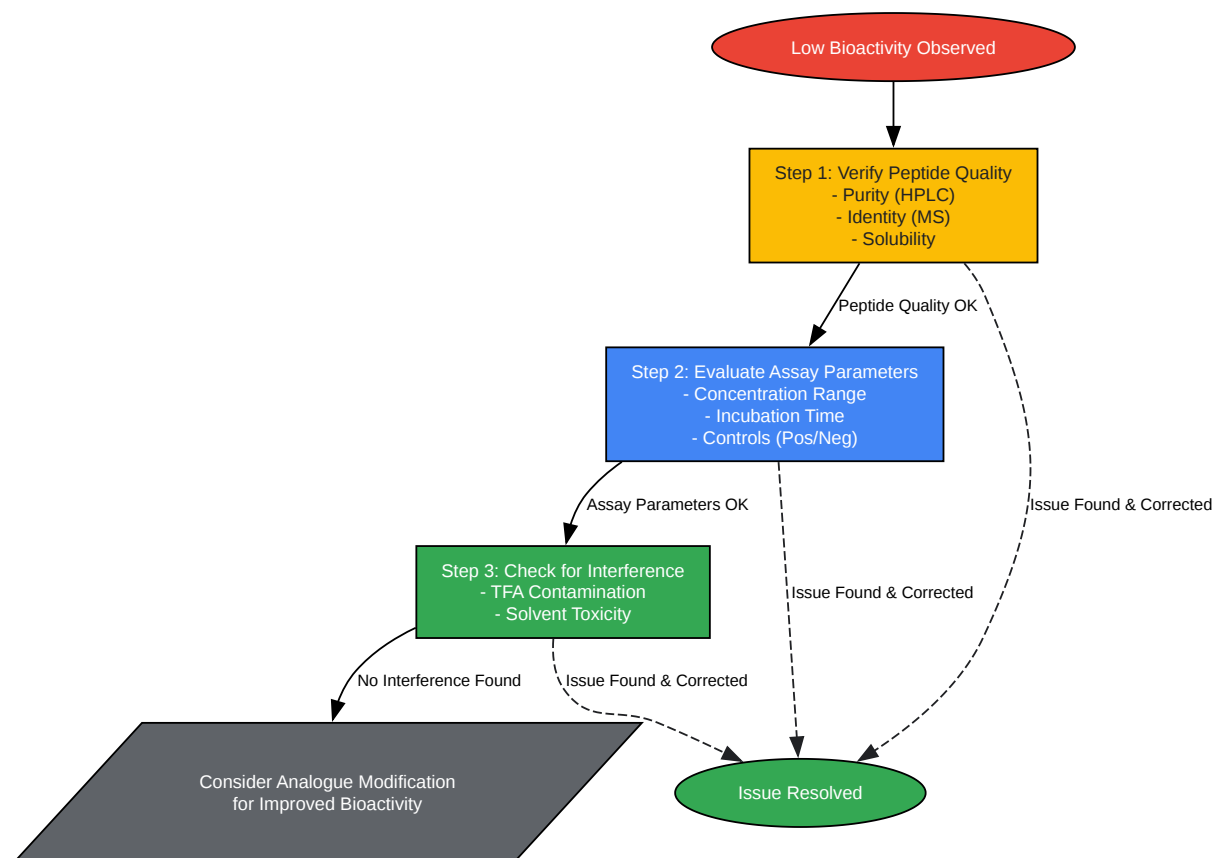 Low Bioactivity Observed
Step 1: Verify Peptide Quality
- Purity (HPLC)
- Identity (MS)
- Solubility
Peptide Quality OK
Step 2: Evaluate Assay Parameters
- Concentration Range
- Incubation Time
- Controls (Pos/Neg)
Assay Parameters OK
Issue Found & Corrected
Step 3: Check for Interference
- TFA Contamination
- Solvent Toxicity
Issue Found & Corrected
No Interference Found
Issue Found & Corrected
Consider Analogue Modification
for Improved Bioactivity
Issue Resolved